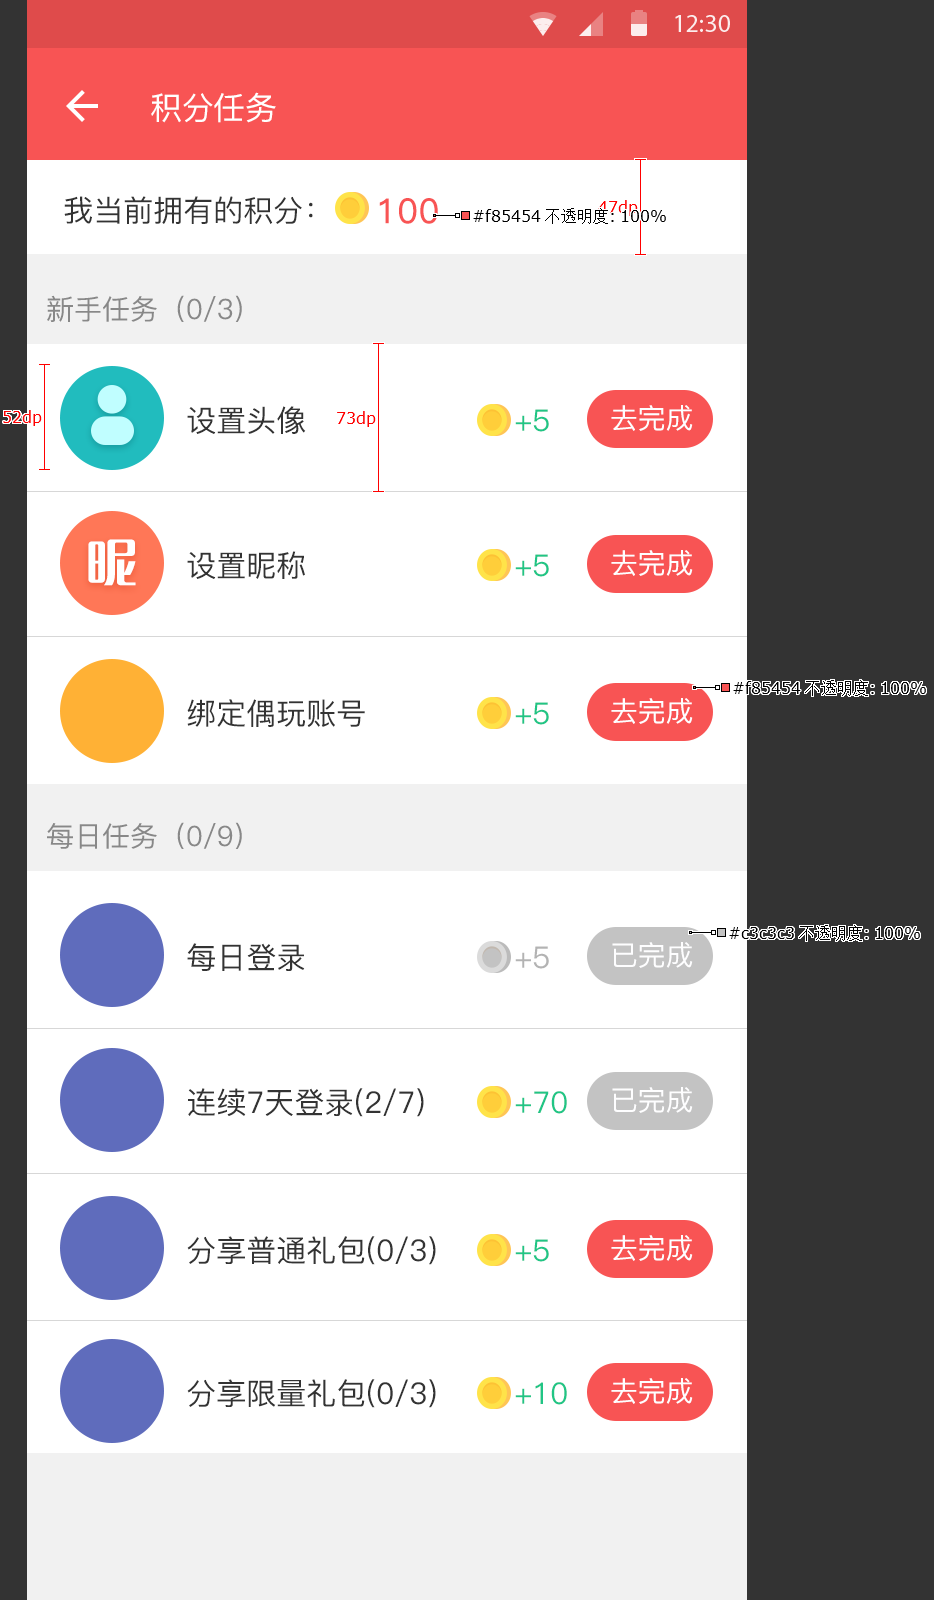 12:30
积分任务
我当前拥有的积分： 100
#f85454 不透明度：100%
47dp
新手任务（0/3）
52dp
设置头像
73dp
+5
去完成
昵
设置昵称
+5
去完成
绑定偶玩账号
+5
去完成
#f85454 不透明度：100%
每日任务（0/9）
每日登录
+5
已完成
#c3c3c3 不透明度：100%
连续7天登录(2/7)
+70
已完成
分享普通礼包(0/3)
+5
去完成
分享限量礼包(0/3)
+10
去完成